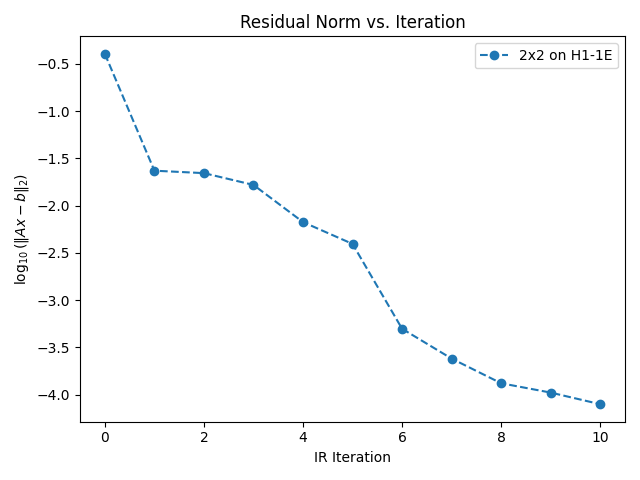 Residual Norm vs. Iteration
2x2 on H1-1E
−0.5
−1.0
−1.5
−2.0
−2.5
−3.0
−3.5
−4.0
log₁₀(‖Ax − b‖₂)
0 2 4 6 8 10
IR Iteration